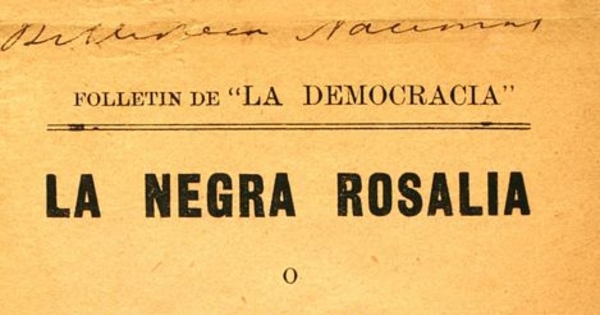 Biblioteca Nacional
FOLLETIN DE "LA DEMOCRACIA"
LA NEGRA ROSALIA
O